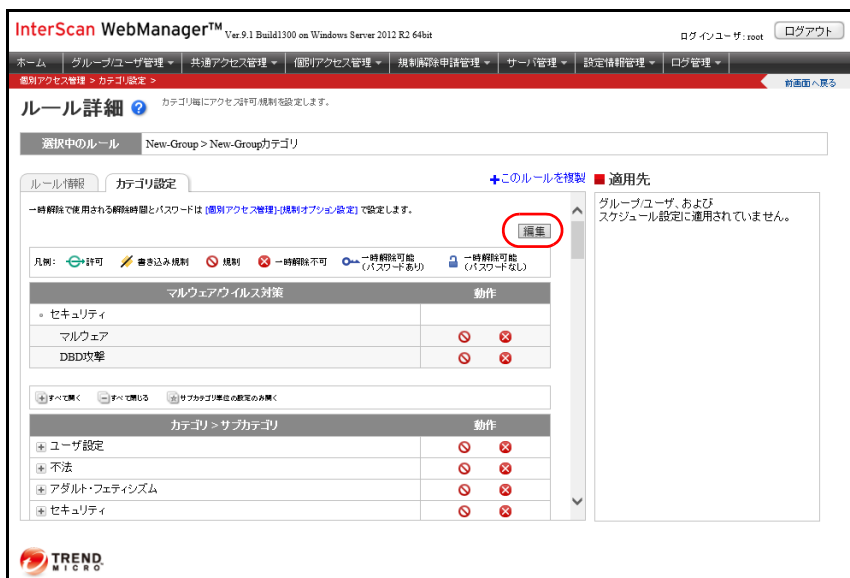 InterScan WebManager™ Ver.9.1 Build1300 on Windows Server 2012 R2 64bit
ログインユーザ: root ログアウト
ホーム グループ/ユーザ管理 共通アクセス管理 個別アクセス管理 規制解除申請管理 サーバ管理 設定情報管理 ログ管理
個別アクセス管理 > カテゴリ設定 > 前画面へ戻る
ルール詳細 ? カテゴリ毎にアクセス許可/規制を設定します。
選択中のルール New-Group > New-Groupカテゴリ
ルール情報 カテゴリ設定 +このルールを複製
一時解除で使用される解除時間とパスワードは [個別アクセス管理]-[規制オプション設定] で設定します。
編集
凡例: 許可 書き込み規制 規制 一時解除不可 一時解除可能(パスワードあり) 一時解除可能(パスワードなし)
マルウェア/ウイルス対策 動作
セキュリティ
マルウェア
DBD攻撃
すべて開く すべて閉じる サブカテゴリ単位の設定のみ開く
カテゴリ > サブカテゴリ 動作
ユーザ設定
不法
アダルト・フェティシズム
セキュリティ
適用先
グループ/ユーザ、および
スケジュール設定に適用されていません。
TREND
MICRO